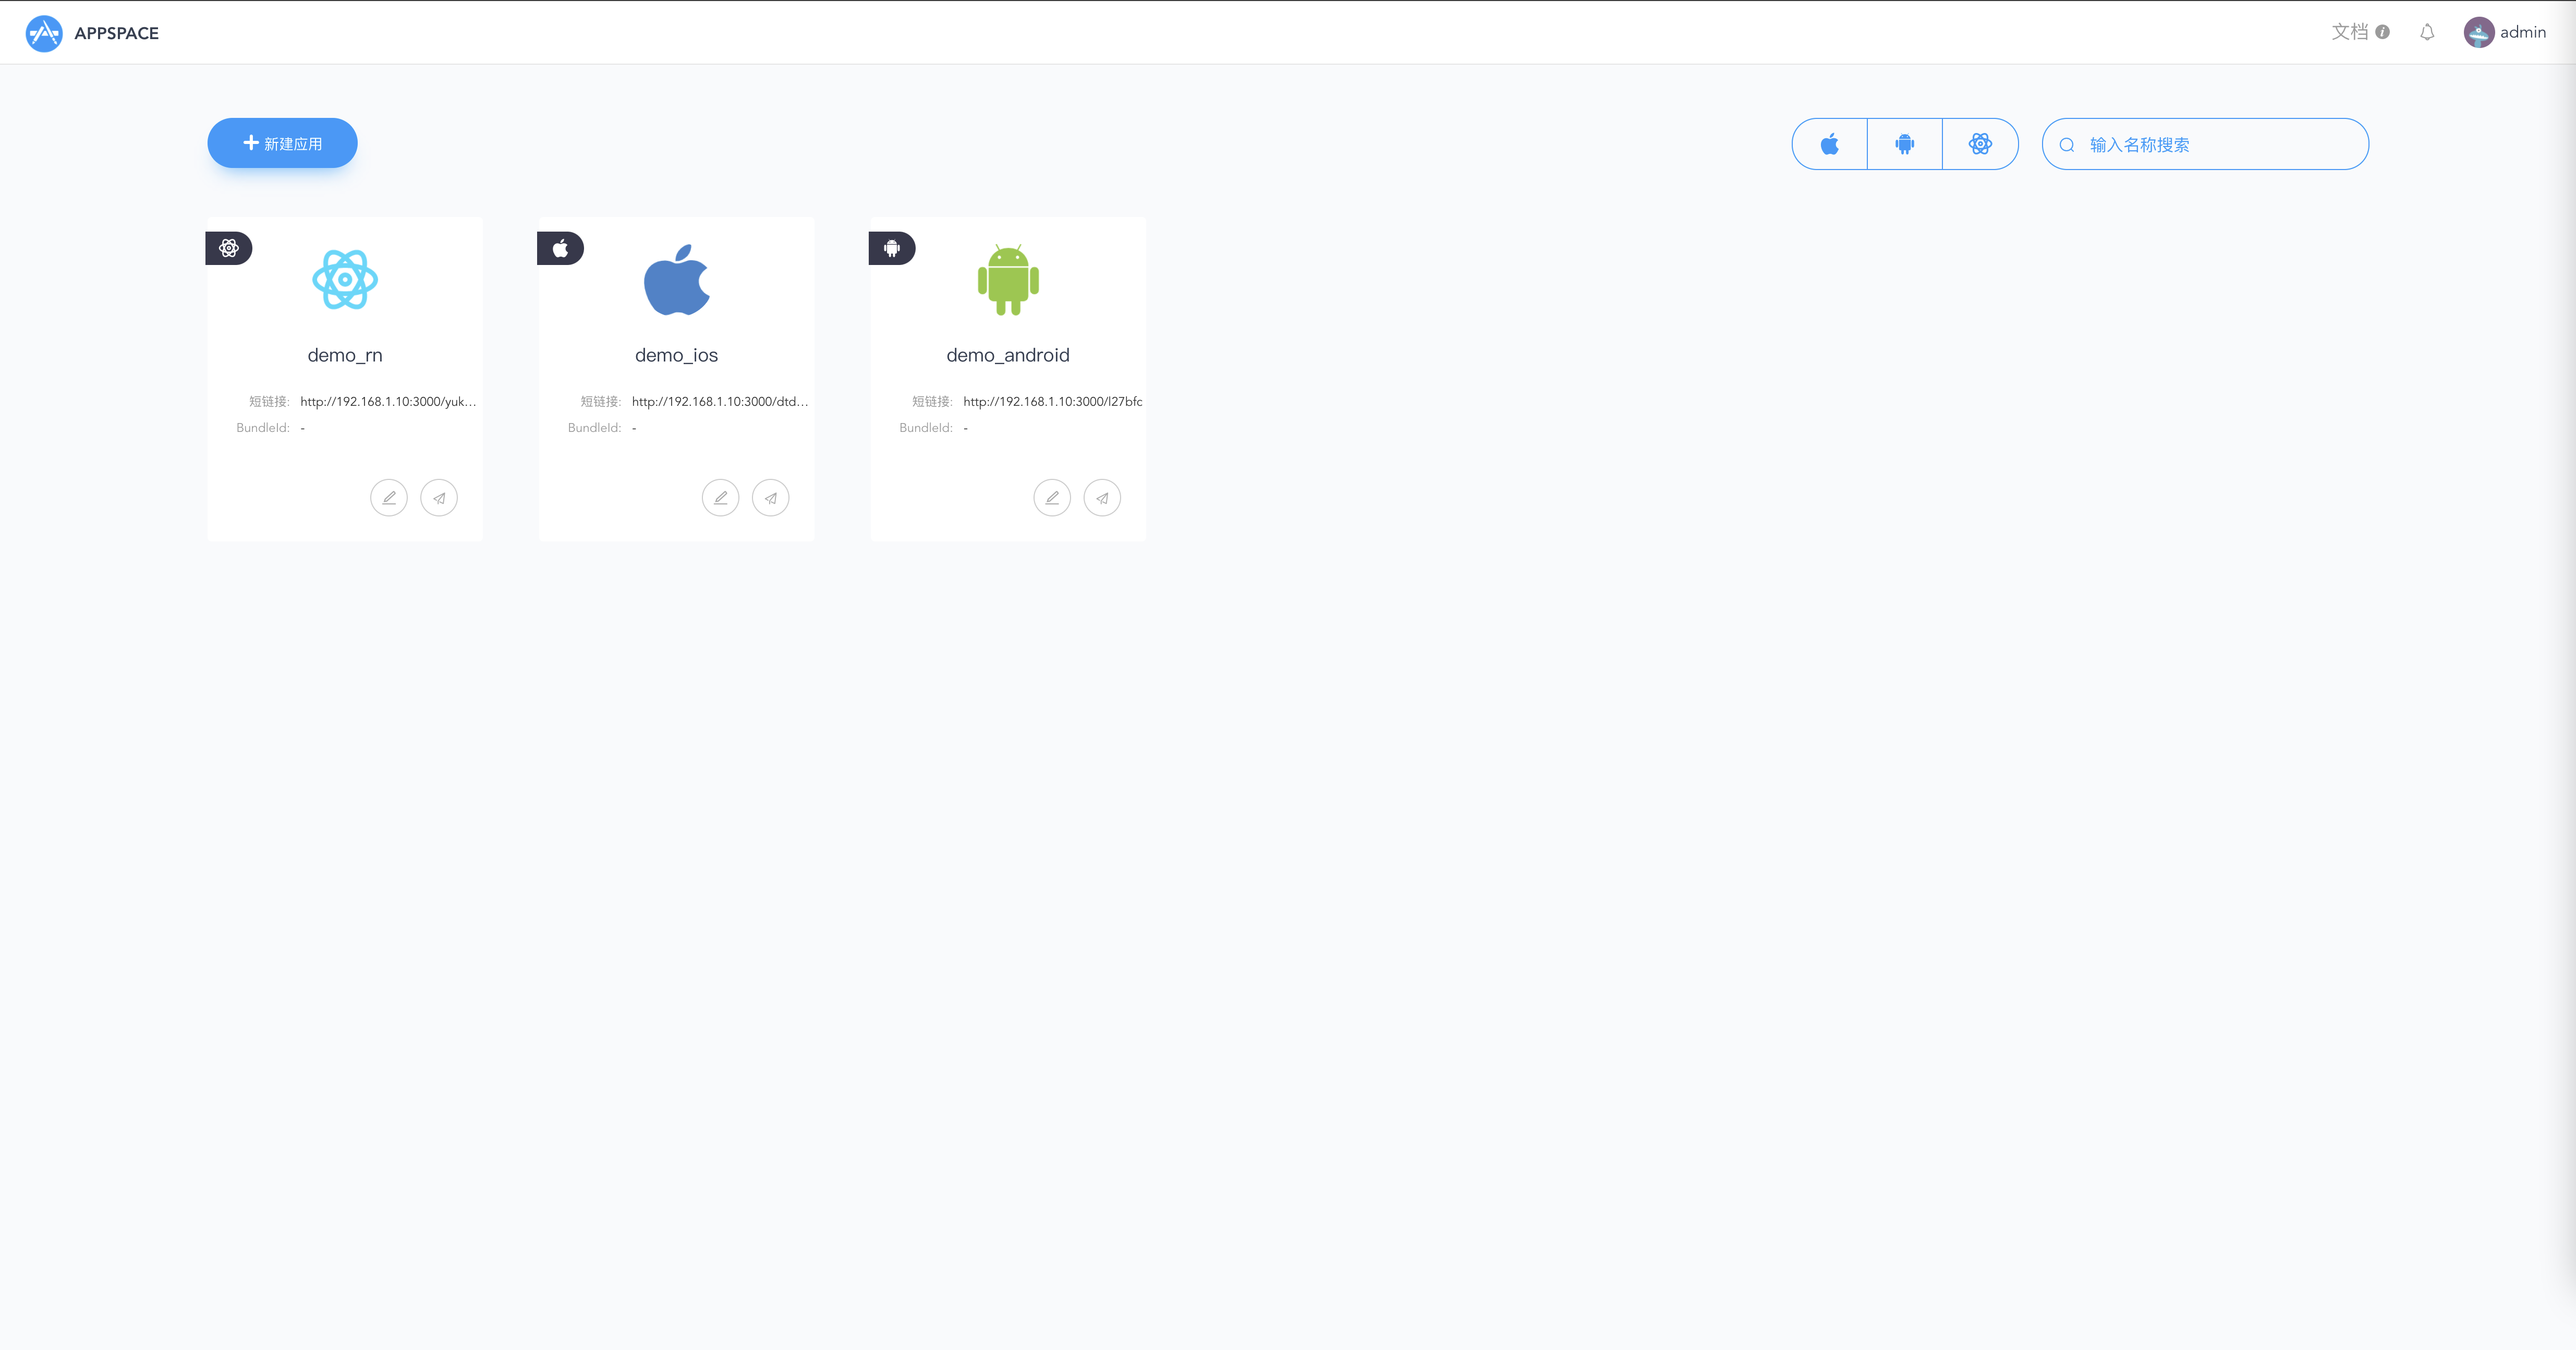 APPSPACE
文档
admin
新建应用
输入名称搜索
demo_rn
短链接: http://192.168.1.10:3000/yuk...
BundleId: -
demo_ios
短链接: http://192.168.1.10:3000/dtd...
BundleId: -
demo_android
短链接: http://192.168.1.10:3000/l27bfc
BundleId: -